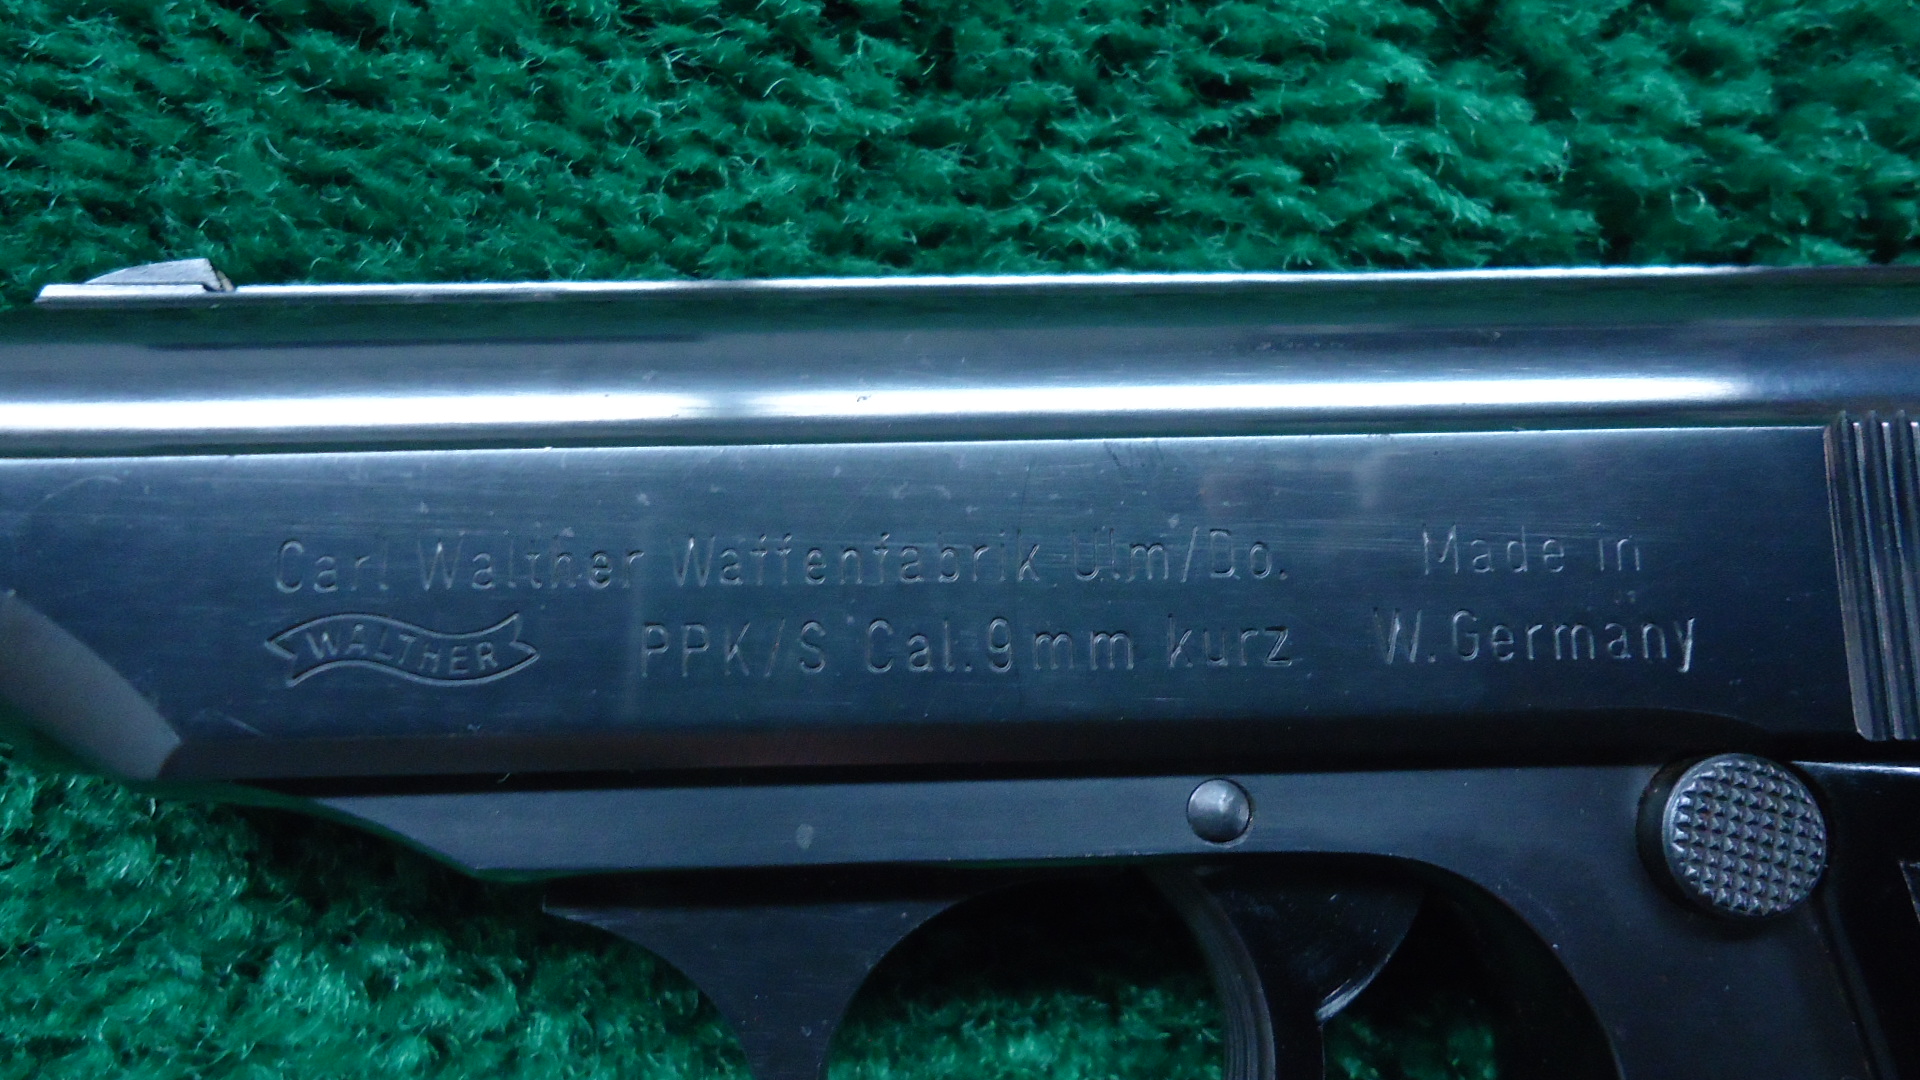 Carl Walther Waffenfabrik Ulm/Do.
WALTHER PPK/S Cal.9mm kurz
Made in
W.Germany